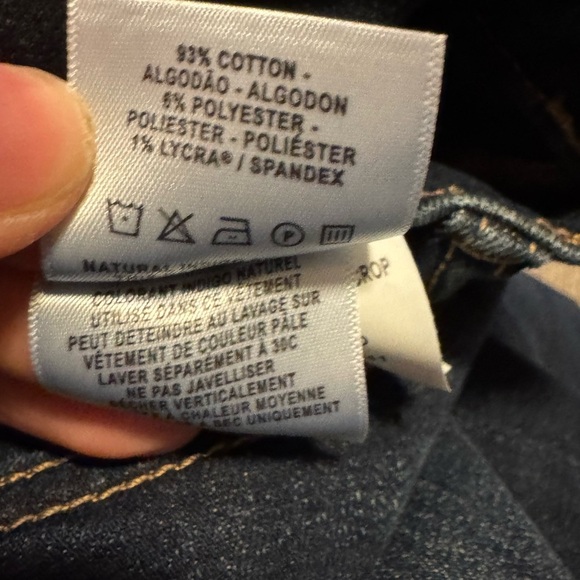 93% COTTON -
ALGODÃO - ALGODON
6% POLYESTER -
POLIESTER - POLIÉSTER
1% LYCRA® / SPANDEX
P
NATURAL
COLORANT INDIGO NATUREL
UTILISÉ DANS CE VÊTEMENT
PEUT DÉTEINDRE AU LAVAGE SUR
VÊTEMENT DE COULEUR PÂLE
LAVER SÉPARÉMENT À 30C
NE PAS JAVELLISER
SÉCHER VERTICALEMENT
À CHALEUR MOYENNE
SEC UNIQUEMENT
ROP